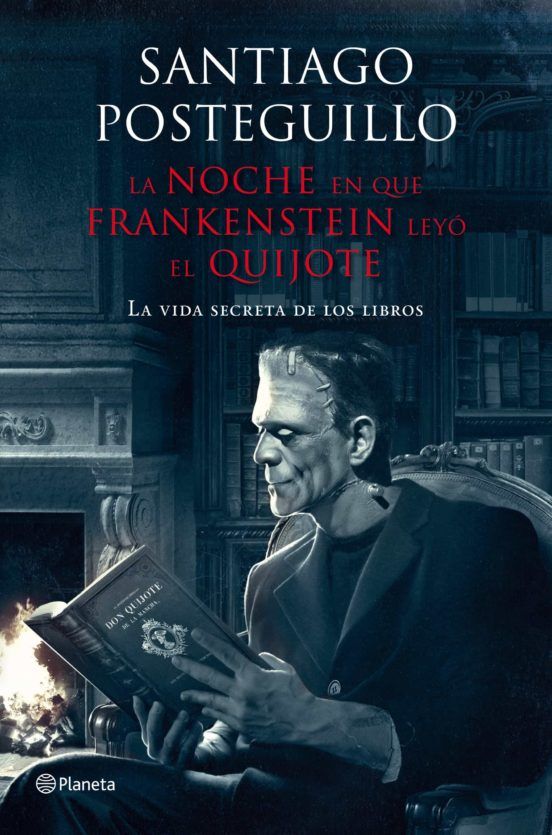 SANTIAGO
POSTEGUILLO
LA NOCHE EN QUE
FRANKENSTEIN LEYÓ
EL QUIJOTE
LA VIDA SECRETA DE LOS LIBROS
DON QUIJOTE
DE LA MANCHA,
Planeta